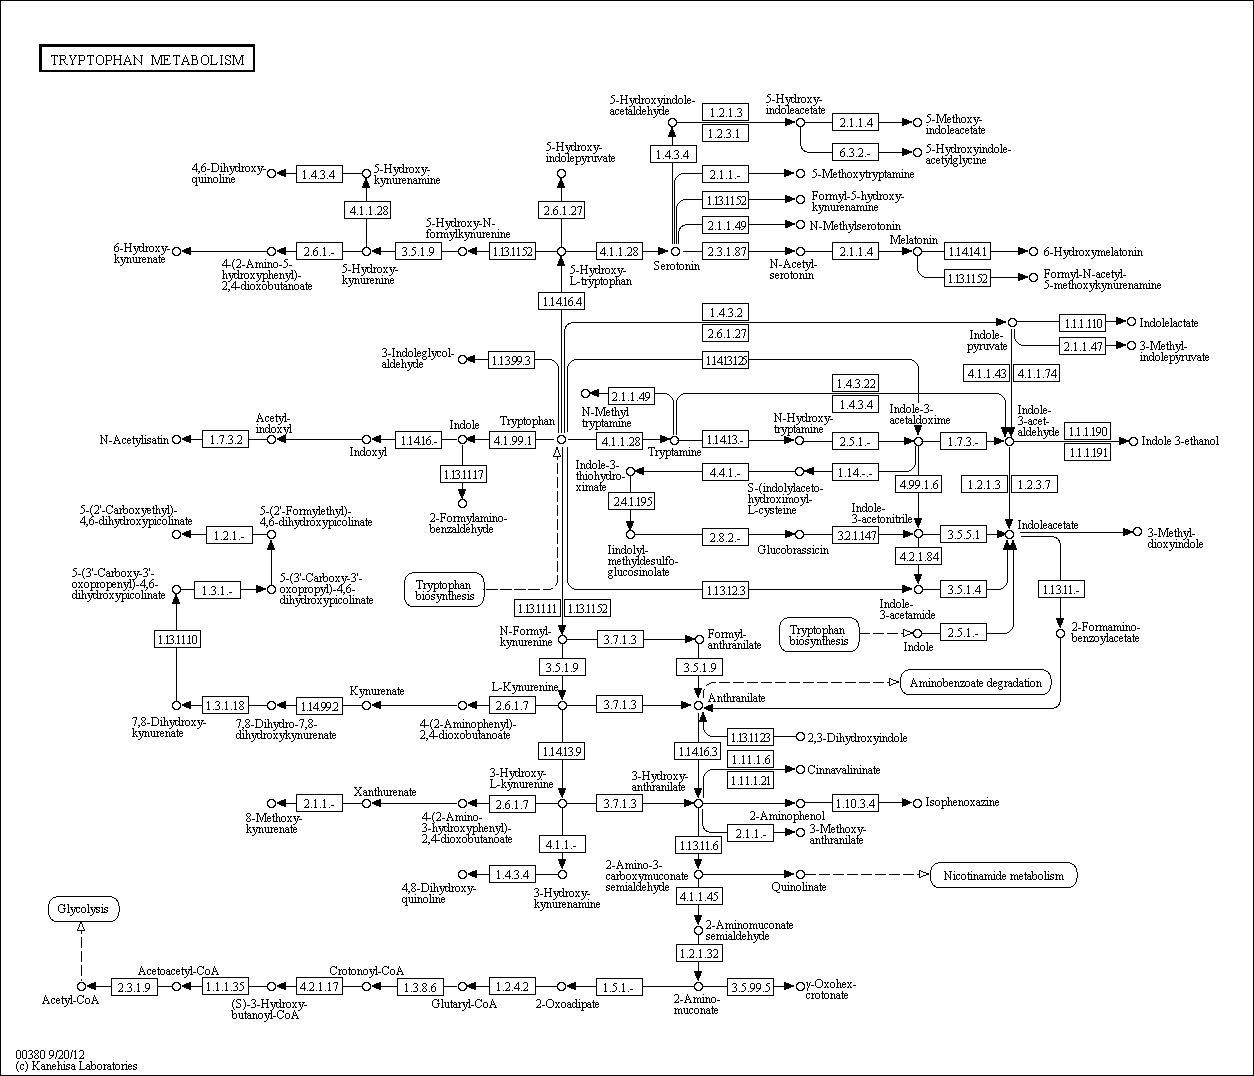 TRYPTOPHAN METABOLISM
5-Hydroxyindole-
acetaldehyde
1.2.1.3
1.2.3.1
5-Hydroxy-
indoleacetate
2.1.1.4
5-Methoxy-
indoleacetate
6.3.2.-
5-Hydroxyindole-
acetylglycine
1.4.3.4
4,6-Dihydroxy-
quinoline
1.4.3.4
5-Hydroxy-
kynurenamine
5-Hydroxy-
indolepyruvate
2.1.1.-
5-Methoxytryptamine
4.1.1.28
2.6.1.27
1.13.11.52
Formyl-5-hydroxy-
kynurenamine
5-Hydroxy-N-
formylkynurenine
2.1.1.49
N-Methylserotonin
6-Hydroxy-
kynurenate
2.6.1.-
3.5.1.9
1.13.11.52
4.1.1.28
2.3.1.87
2.1.1.4
Melatonin
1.14.14.1
6-Hydroxymelatonin
4-(2-Amino-5-
hydroxyphenyl)-
2,4-dioxobutanoate
5-Hydroxy-
kynurenine
5-Hydroxy-
L-tryptophan
Serotonin
N-Acetyl-
serotonin
1.13.11.52
Formyl-N-acetyl-
5-methoxykynurenamine
1.14.16.4
1.4.3.2
2.6.1.27
Indole-
pyruvate
1.1.1.110
Indolelactate
2.1.1.47
3-Methyl-
indolepyruvate
3-Indoleglycol-
aldehyde
1.13.99.3
1.14.13.125
4.1.1.43
4.1.1.74
2.1.1.49
N-Methyl
tryptamine
1.4.3.22
1.4.3.4
N-Hydroxy-
tryptamine
Indole-3-
acetaldoxime
Indole-
3-acet-
aldehyde
1.1.1.190
1.1.1.191
Indole 3-ethanol
N-Acetylisatin
1.7.3.2
Acetyl-
indoxyl
Indoxyl
1.14.16.-
Indole
4.1.99.1
Tryptophan
4.1.1.28
Tryptamine
1.14.13.-
2.5.1.-
1.7.3.-
1.13.11.17
2-Formylamino-
benzaldehyde
Indole-3-
thiohydro-
ximate
4.4.1.-
1.14.-.-
S-(indolylaceto-
hydroximoyl)-
L-cysteine
4.99.1.6
1.2.1.3
1.2.3.7
2.4.1.195
5-(2'-Carboxyethyl)-
4,6-dihydroxypicolinate
5-(2'-Formylethyl)-
4,6-dihydroxypicolinate
1.2.1.-
Indole-
3-acetonitrile
Indoleacetate
Iindolyl-
methyldesulfo-
glucosinolate
2.8.2.-
Glucobrassicin
3.2.1.147
3.5.5.1
3-Methyl-
dioxyindole
4.2.1.84
5-(3'-Carboxy-3'-
oxopropenyl)-4,6-
dihydroxypicolinate
1.3.1.-
5-(3'-Carboxy-3'-
oxopropyl)-4,6-
dihydroxypicolinate
Tryptophan
biosynthesis
1.13.12.3
Indole-
3-acetamide
3.5.1.4
1.13.11.-
1.13.11.11
1.13.11.52
1.13.1.10
N-Formyl-
kynurenine
3.7.1.3
Formyl-
anthranilate
Tryptophan
biosynthesis
Indole
2.5.1.-
2-Formamino-
benzoylacetate
3.5.1.9
3.5.1.9
Aminobenzoate degradation
7,8-Dihydroxy-
kynurenate
1.3.1.18
7,8-Dihydro-7,8-
dihydroxykynurenate
1.14.99.2
Kynurenate
4-(2-Aminophenyl)-
2,4-dioxobutanoate
2.6.1.7
L-Kynurenine
3.7.1.3
Anthranilate
1.13.11.23
2,3-Dihydroxyindole
1.14.13.9
1.14.16.3
1.11.1.6
1.11.1.21
Cinnavalininate
8-Methoxy-
kynurenate
2.1.1.-
Xanthurenate
4-(2-Amino-
3-hydroxyphenyl)-
2,4-dioxobutanoate
2.6.1.7
3-Hydroxy-
L-kynurenine
3.7.1.3
3-Hydroxy-
anthranilate
2-Aminophenol
1.10.3.4
Isophenoxazine
2.1.1.-
3-Methoxy-
anthranilate
4.1.1.-
1.13.11.6
4,8-Dihydroxy-
quinoline
1.4.3.4
3-Hydroxy-
kynurenamine
2-Amino-3-
carboxymuconate
semialdehyde
Quinolinate
Nicotinamide metabolism
4.1.1.45
Glycolysis
2-Aminomuconate
semialdehyde
1.2.1.32
Acetyl-CoA
2.3.1.9
Acetoacetyl-CoA
1.1.1.35
(S)-3-Hydroxy-
butanoyl-CoA
4.2.1.17
Crotonoyl-CoA
1.3.8.6
Glutaryl-CoA
1.2.4.2
2-Oxoadipate
1.5.1.-
2-Amino-
muconate
3.5.99.5
γ-Oxohex-
crotonate
00380 9/20/12
(c) Kanehisa Laboratories